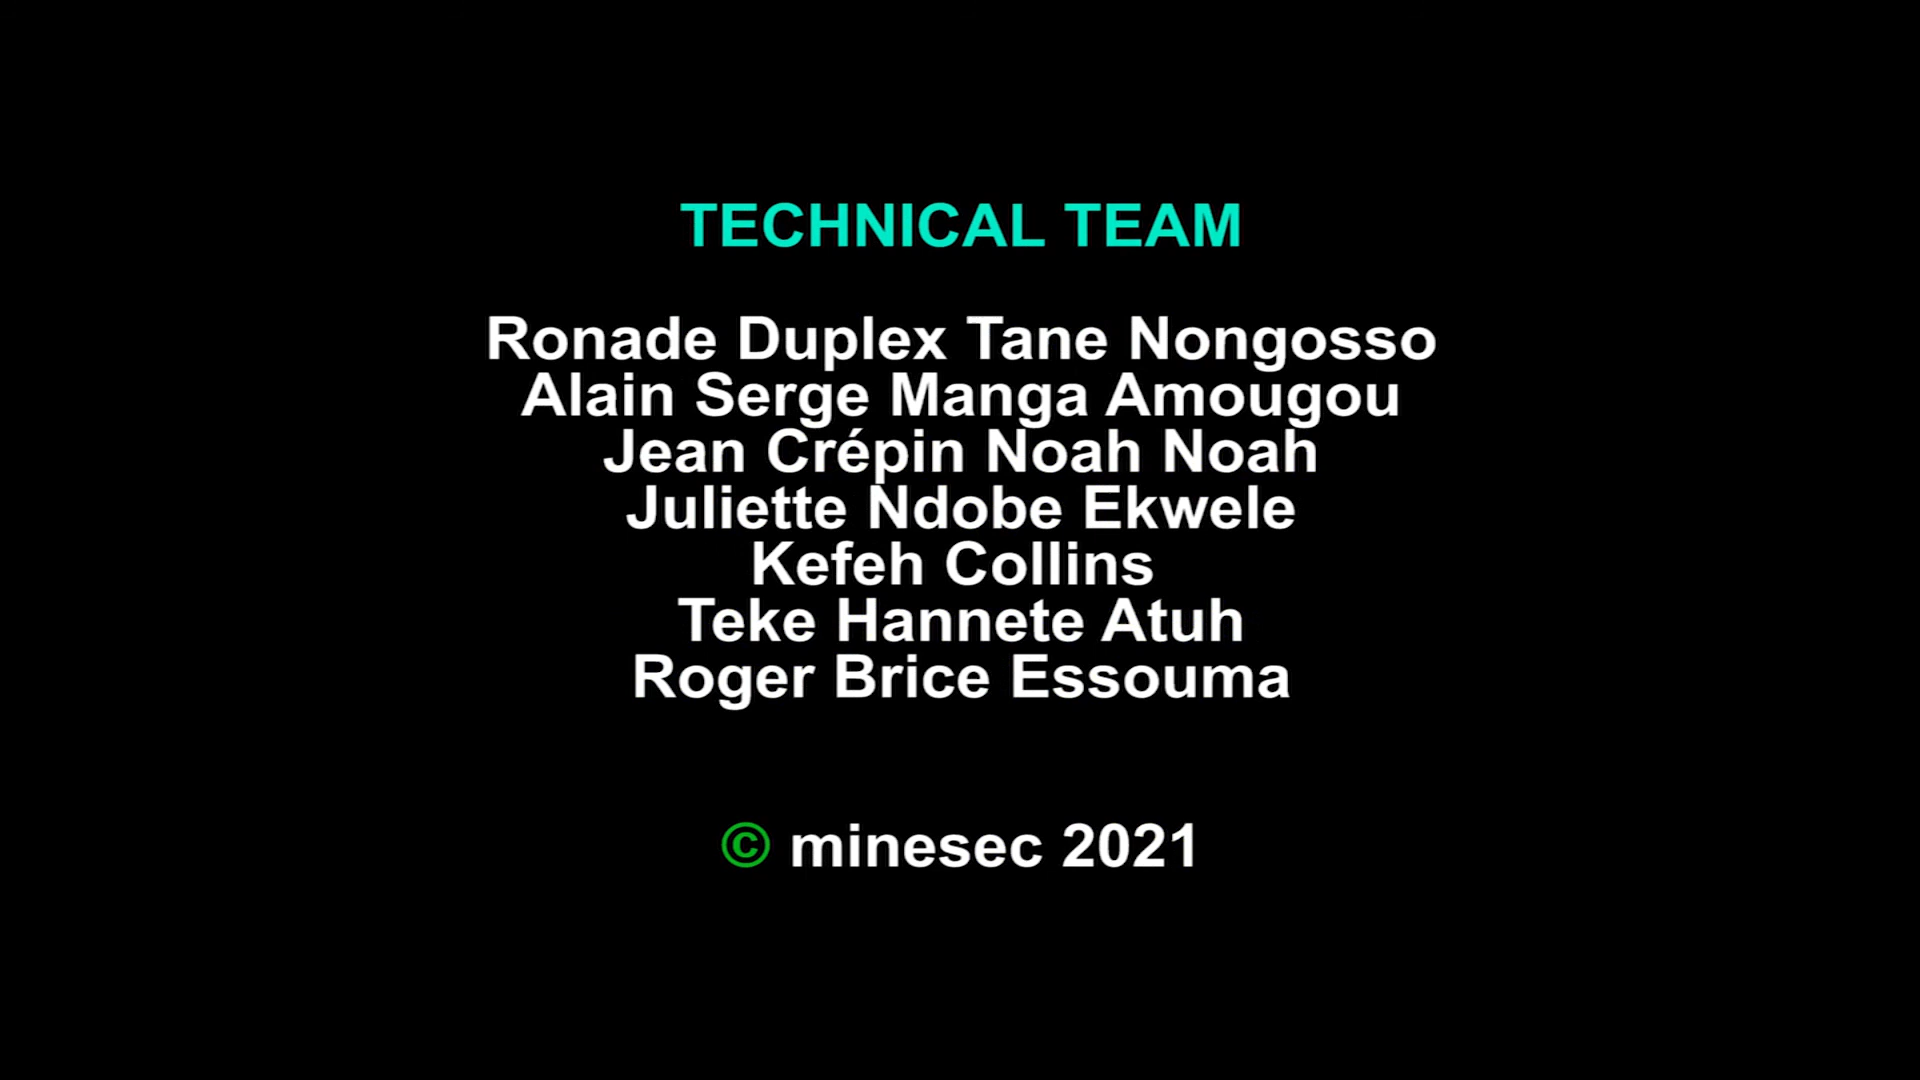 TECHNICAL TEAM
Ronade Duplex Tane Nongosso
Alain Serge Manga Amougou
Jean Crépin Noah Noah
Juliette Ndobe Ekwele
Kefeh Collins
Teke Hannete Atuh
Roger Brice Essouma
© minesec 2021